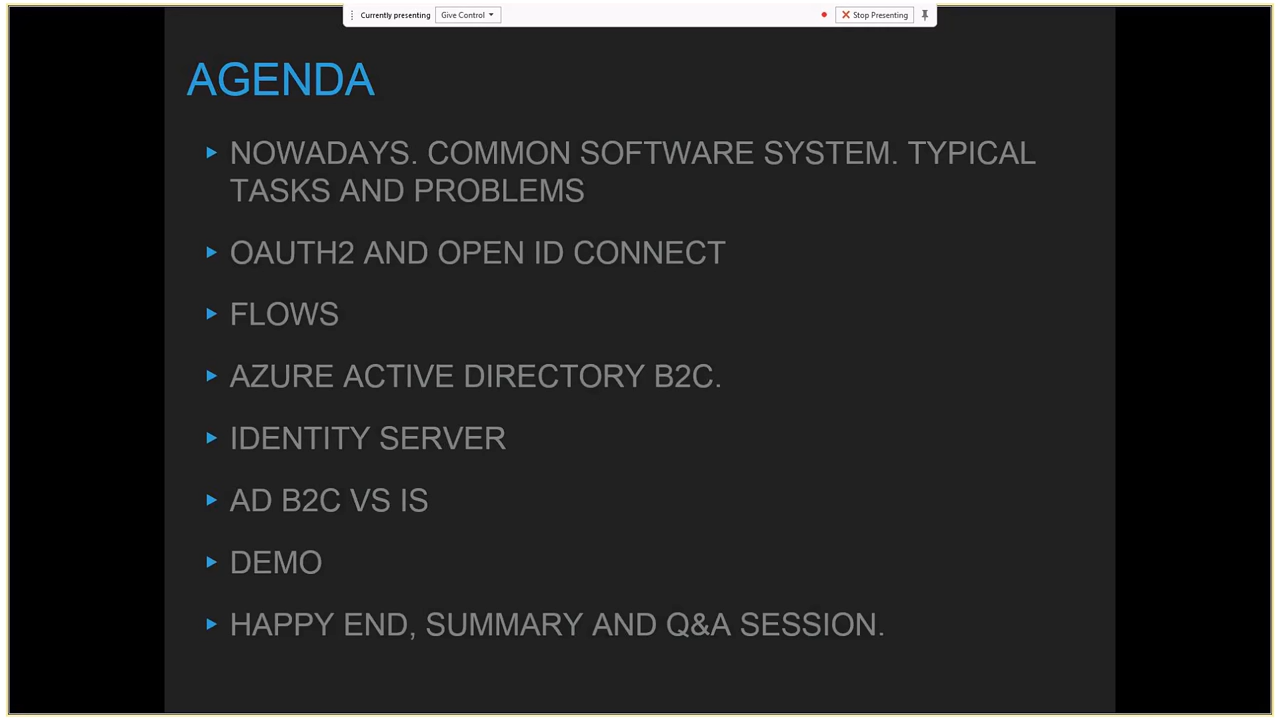 Currently presenting Give Control Stop Presenting
AGENDA
NOWADAYS. COMMON SOFTWARE SYSTEM. TYPICAL
TASKS AND PROBLEMS
OAUTH2 AND OPEN ID CONNECT
FLOWS
AZURE ACTIVE DIRECTORY B2C.
IDENTITY SERVER
AD B2C VS IS
DEMO
HAPPY END, SUMMARY AND Q&A SESSION.